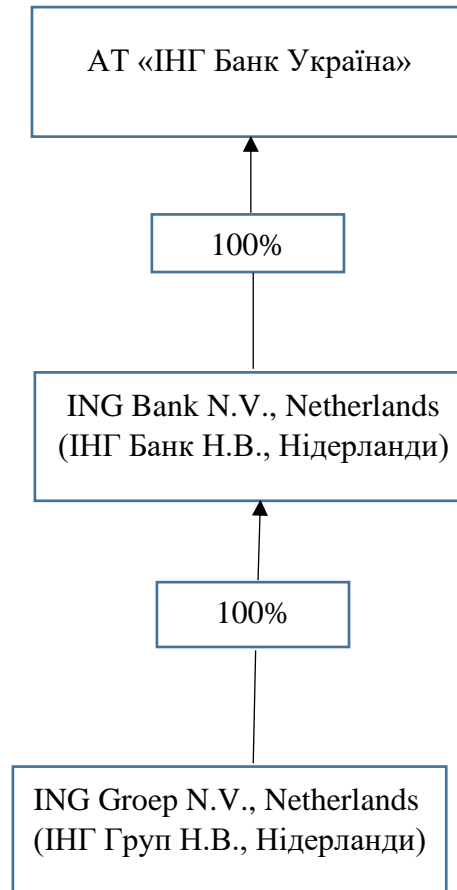 АТ «ІНГ Банк Україна»
100%
ING Bank N.V., Netherlands
(ІНГ Банк Н.В., Нідерланди)
100%
ING Groep N.V., Netherlands
(ІНГ Груп Н.В., Нідерланди)